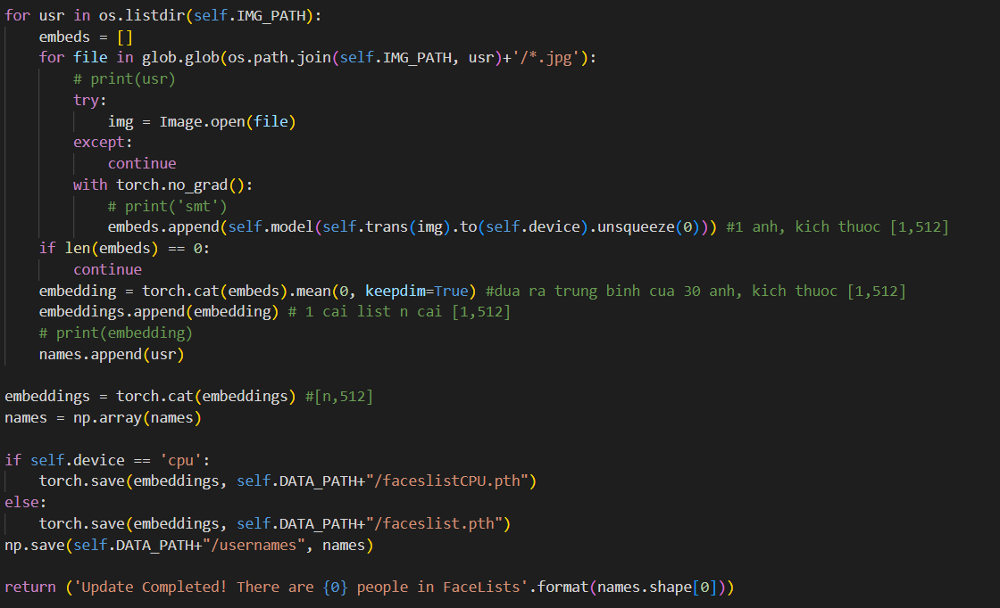 for usr in os.listdir(self.IMG_PATH):
    embeds = []
    for file in glob.glob(os.path.join(self.IMG_PATH, usr)+'/*.jpg'):
        # print(usr)
        try:
            img = Image.open(file)
        except:
            continue
        with torch.no_grad():
            # print('smt')
            embeds.append(self.model(self.trans(img).to(self.device).unsqueeze(0))) #1 anh, kich thuoc [1,512]
    if len(embeds) == 0:
        continue
    embedding = torch.cat(embeds).mean(0, keepdim=True) #dua ra trung binh cua 30 anh, kich thuoc [1,512]
    embeddings.append(embedding) # 1 cai list n cai [1,512]
    # print(embedding)
    names.append(usr)

embeddings = torch.cat(embeddings) #[n,512]
names = np.array(names)

if self.device == 'cpu':
    torch.save(embeddings, self.DATA_PATH+"/faceslistCPU.pth")
else:
    torch.save(embeddings, self.DATA_PATH+"/faceslist.pth")
np.save(self.DATA_PATH+"/usernames", names)

return ('Update Completed! There are {0} people in FaceLists'.format(names.shape[0]))